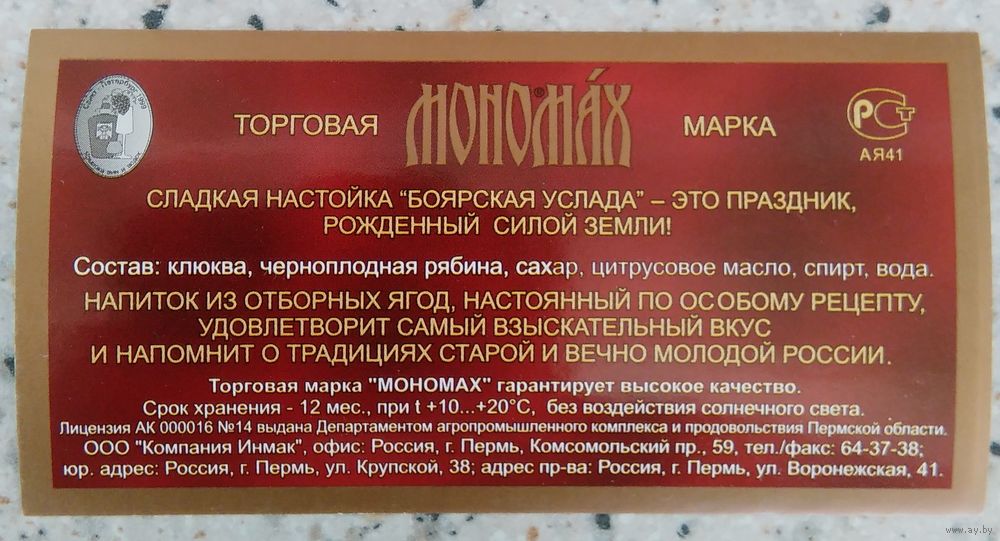 Санкт-Петербург 1998
ТОРГОВАЯ МОНОМАХ® МАРКА
РСТ
АЯ41
СЛАДКАЯ НАСТОЙКА “БОЯРСКАЯ УСЛАДА” – ЭТО ПРАЗДНИК,
РОЖДЕННЫЙ СИЛОЙ ЗЕМЛИ!
Состав: клюква, черноплодная рябина, сахар, цитрусовое масло, спирт, вода.
НАПИТОК ИЗ ОТБОРНЫХ ЯГОД, НАСТОЯННЫЙ ПО ОСОБОМУ РЕЦЕПТУ,
УДОВЛЕТВОРИТ САМЫЙ ВЗЫСКАТЕЛЬНЫЙ ВКУС
И НАПОМНИТ О ТРАДИЦИЯХ СТАРОЙ И ВЕЧНО МОЛОДОЙ РОССИИ.
Торговая марка "МОНОМАХ" гарантирует высокое качество.
Срок хранения - 12 мес., при t +10...+20°С, без воздействия солнечного света.
Лицензия АК 000016 №14 выдана Департаментом агропромышленного комплекса и продовольствия Пермской области.
ООО "Компания Инмак", офис: Россия, г. Пермь, Комсомольский пр., 59, тел./факс: 64-37-38;
юр. адрес: Россия, г. Пермь, ул. Крупской, 38; адрес пр-ва: Россия, г. Пермь, ул. Воронежская, 41.
www.ay.by